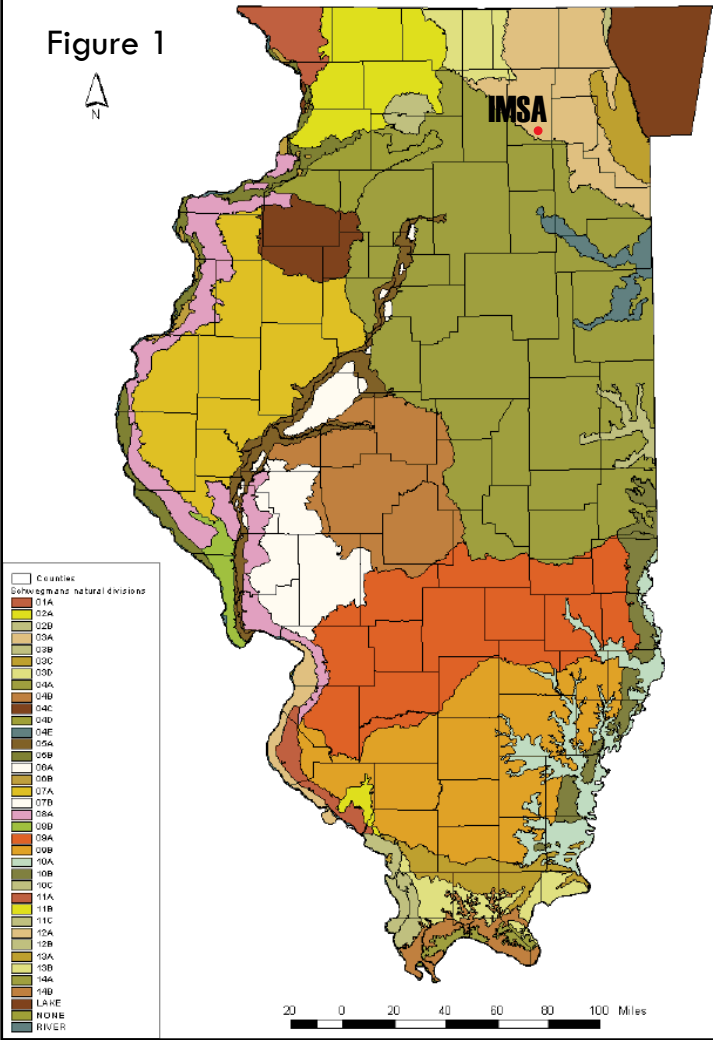 Figure 1
N
IMSA
Counties
Schwegmans natural divisions
01A
02A
02B
03A
03B
03C
03D
04A
04B
04C
04D
04E
05A
05B
06A
06B
07A
07B
08A
08B
09A
09B
10A
10B
10C
11A
11B
11C
12A
12B
13A
13B
14A
14B
LAKE
NONE
RIVER
20 0 20 40 60 80 100 Miles